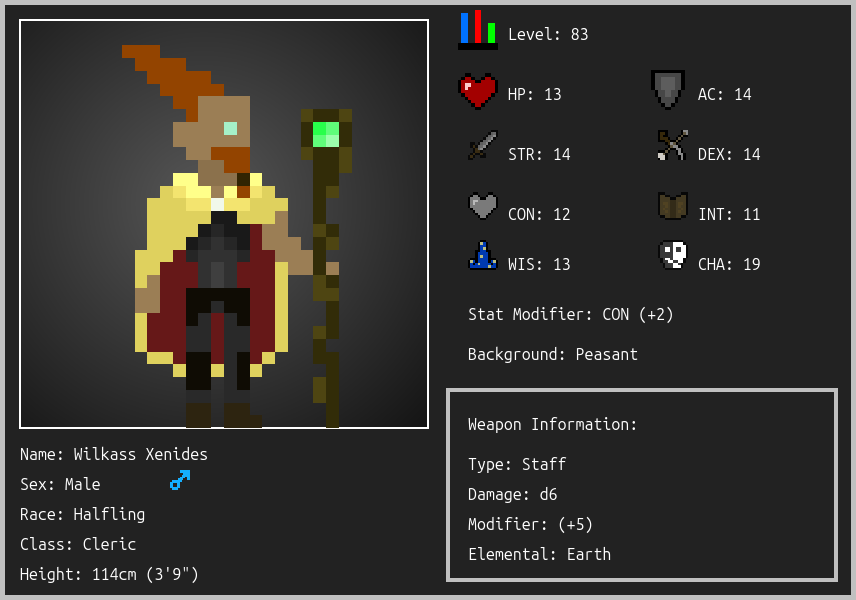 Level: 83
HP: 13
AC: 14
STR: 14
DEX: 14
CON: 12
INT: 11
WIS: 13
CHA: 19
Stat Modifier: CON (+2)
Background: Peasant
Weapon Information:
Type: Staff
Damage: d6
Modifier: (+5)
Elemental: Earth
Name: Wilkass Xenides
Sex: Male
Race: Halfling
Class: Cleric
Height: 114cm (3'9")